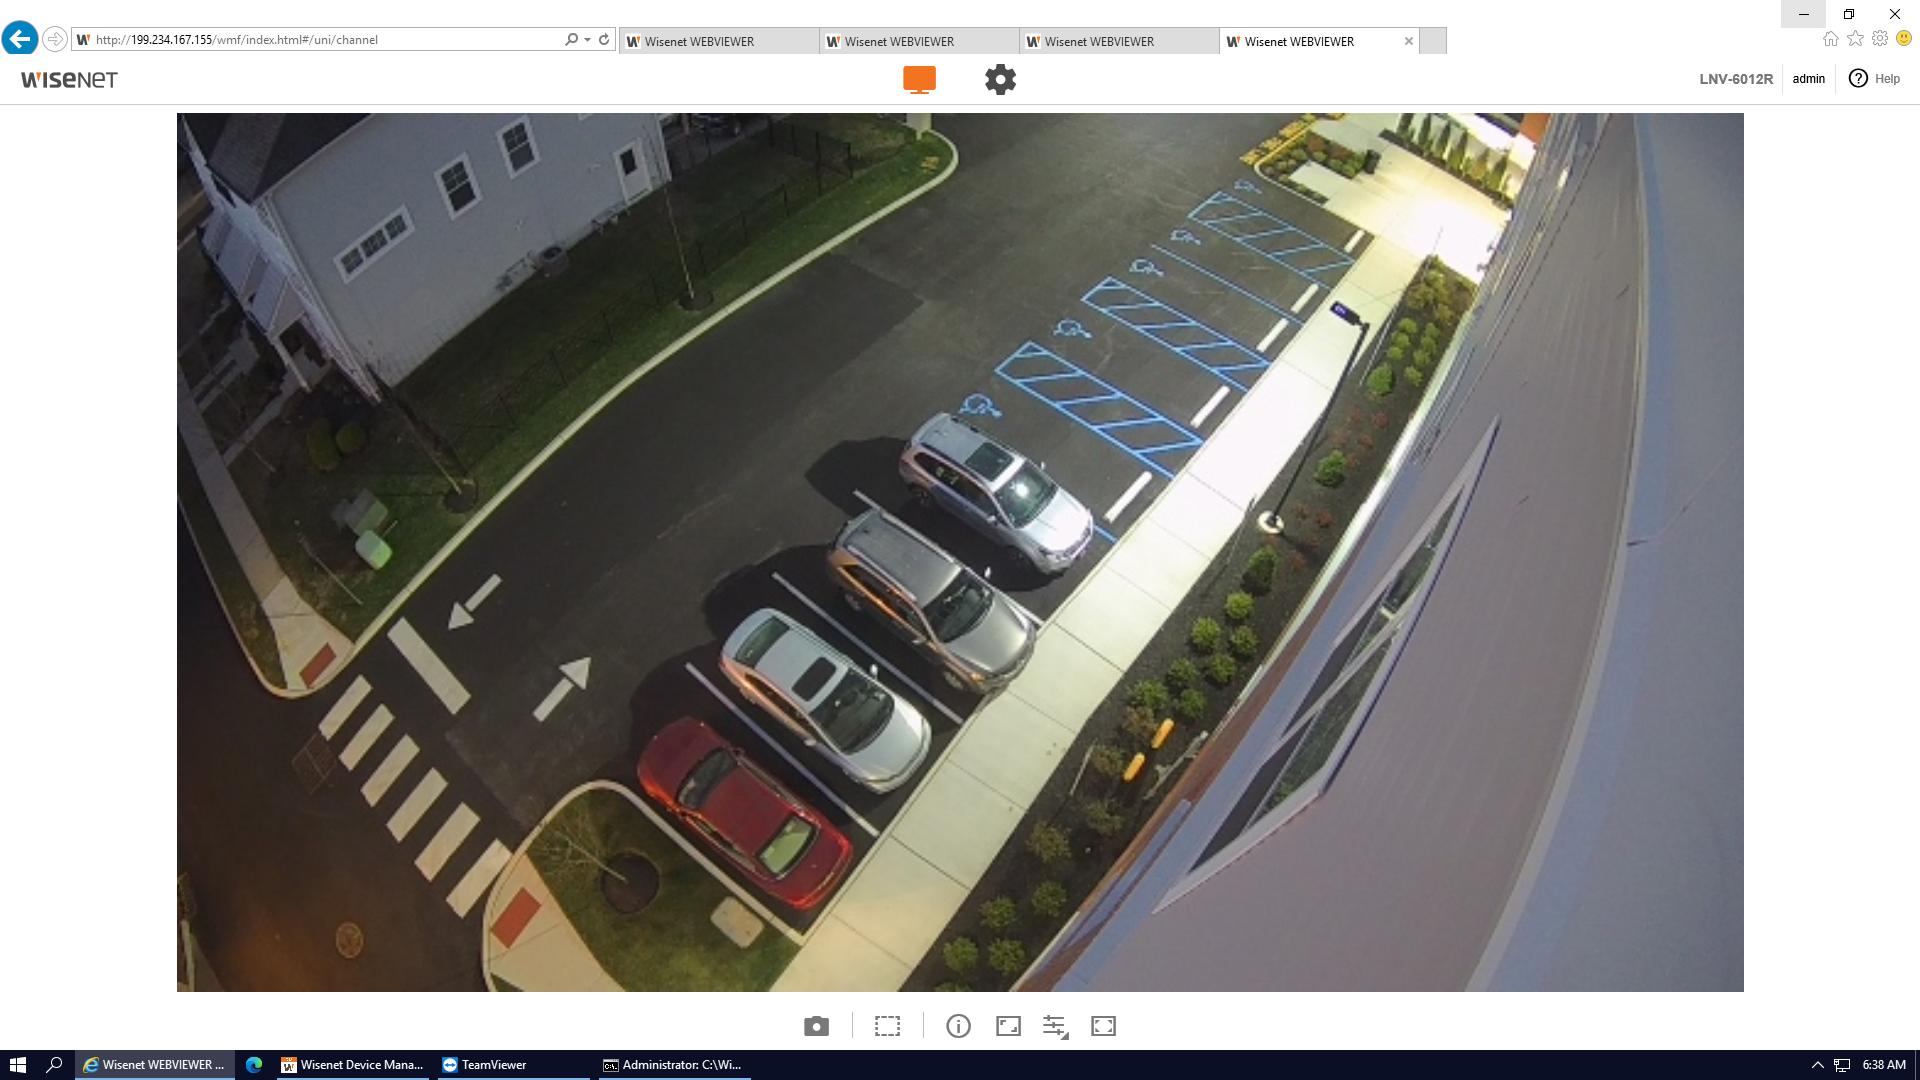 http://199.234.167.155/wmf/index.html#/uni/channel
Wisenet WEBVIEWER
Wisenet WEBVIEWER
Wisenet WEBVIEWER
Wisenet WEBVIEWER
WISENET
LNV-6012R
admin
? Help
Wisenet WEBVIEWER ...
Wisenet Device Mana...
TeamViewer
Administrator: C:\Wi...
6:38 AM